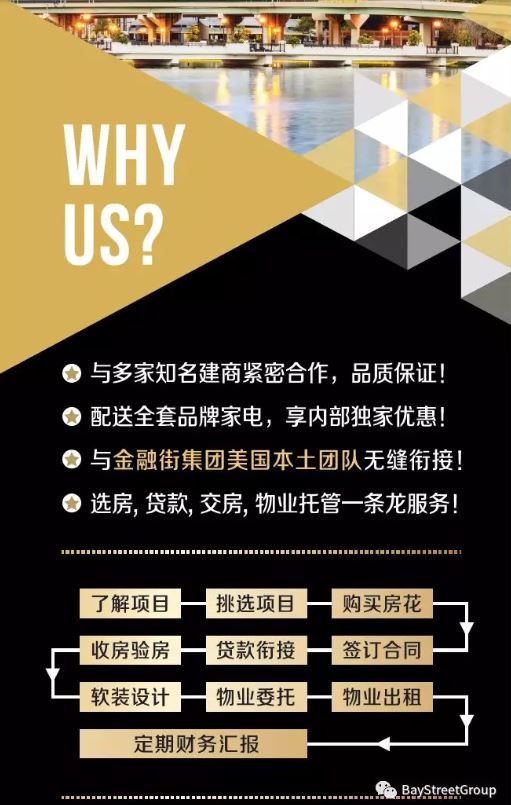 WHY
US?
与多家知名建商紧密合作，品质保证！
配送全套品牌家电，享内部独家优惠！
与金融街集团美国本土团队无缝衔接！
选房, 贷款, 交房, 物业托管一条龙服务！
了解项目 挑选项目 购买房花
收房验房 贷款衔接 签订合同
软装设计 物业委托 物业出租
定期财务汇报
BayStreetGroup